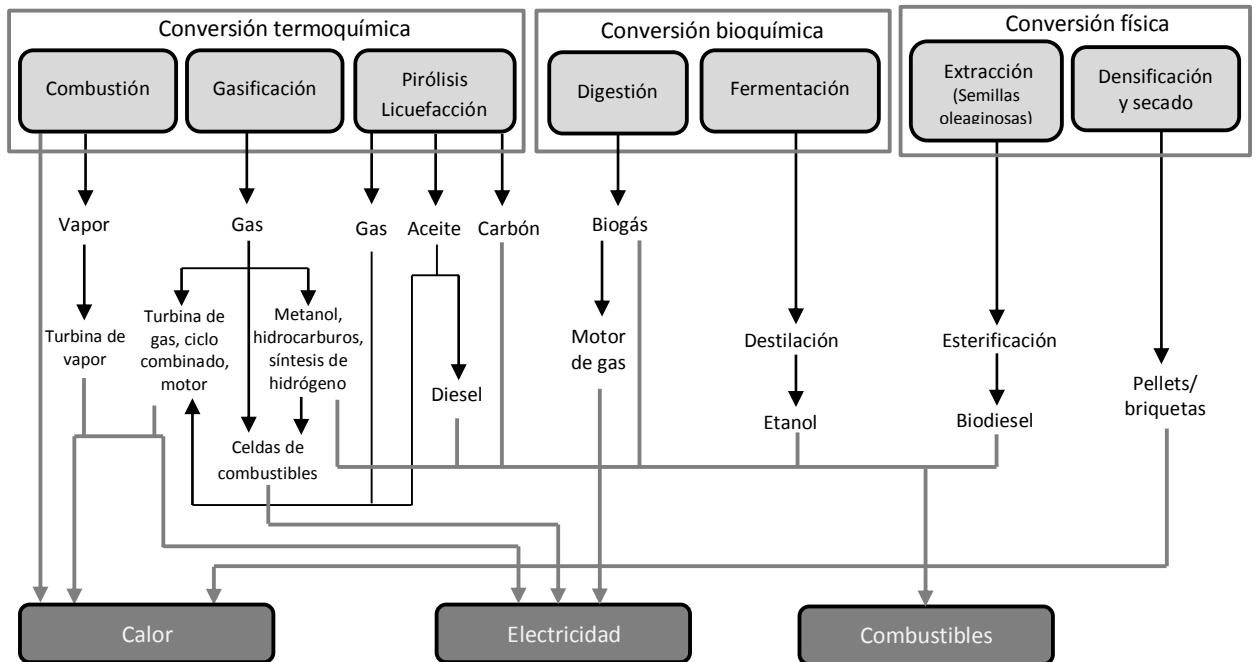 Conversión termoquímica
Conversión bioquímica
Conversión física
Combustión
Gasificación
Pirólisis
Licuefacción
Digestión
Fermentación
Extracción
(Semillas
oleaginosas)
Densificación
y secado
Vapor
Gas
Gas
Aceite
Carbón
Biogás
Turbina de
vapor
Turbina de
gas, ciclo
combinado,
motor
Metanol,
hidrocarburos,
síntesis de
hidrógeno
Diesel
Motor
de gas
Destilación
Esterificación
Pellets/
briquetas
Celdas de
combustibles
Etanol
Biodiesel
Calor
Electricidad
Combustibles